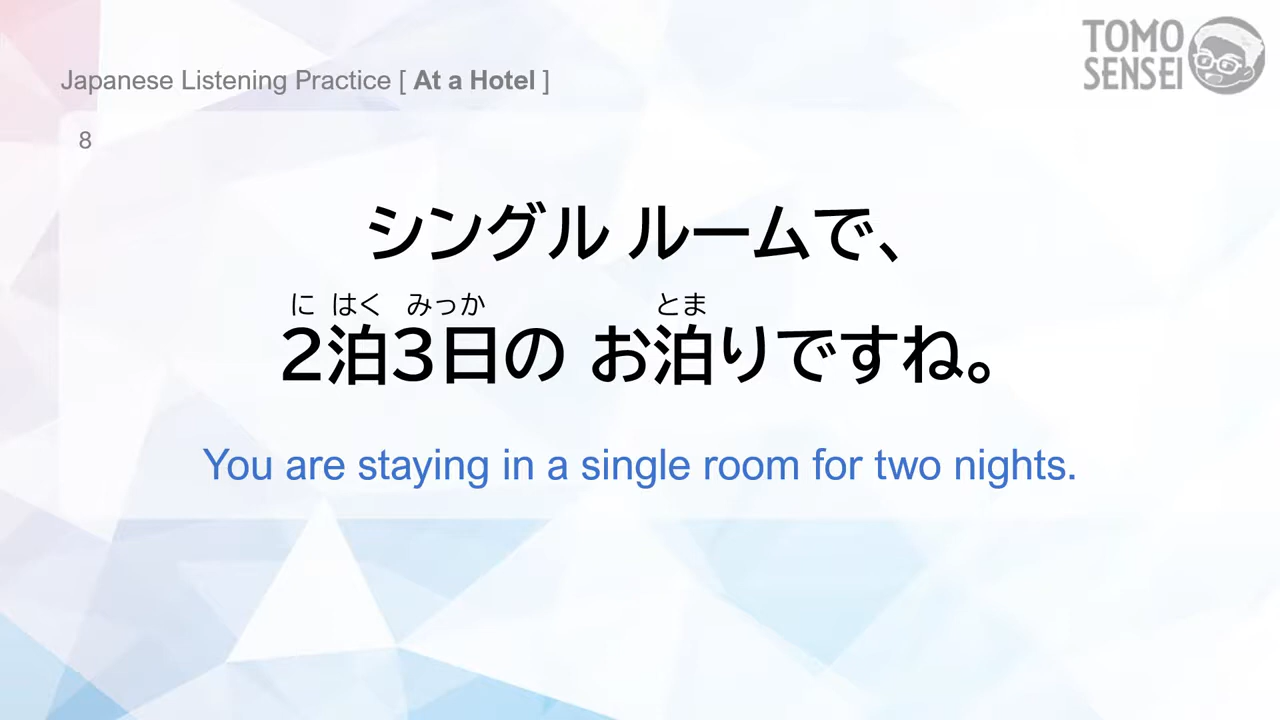 Japanese Listening Practice [ At a Hotel ]
TOMO
SENSEI
8
シングル ルームで、
に はく みっか とま
2泊3日の お泊りですね。
You are staying in a single room for two nights.